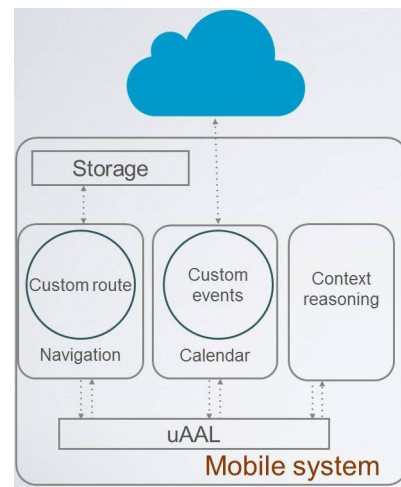 Storage
Custom route
Navigation
Custom
events
Calendar
Context
reasoning
uAAL
Mobile system